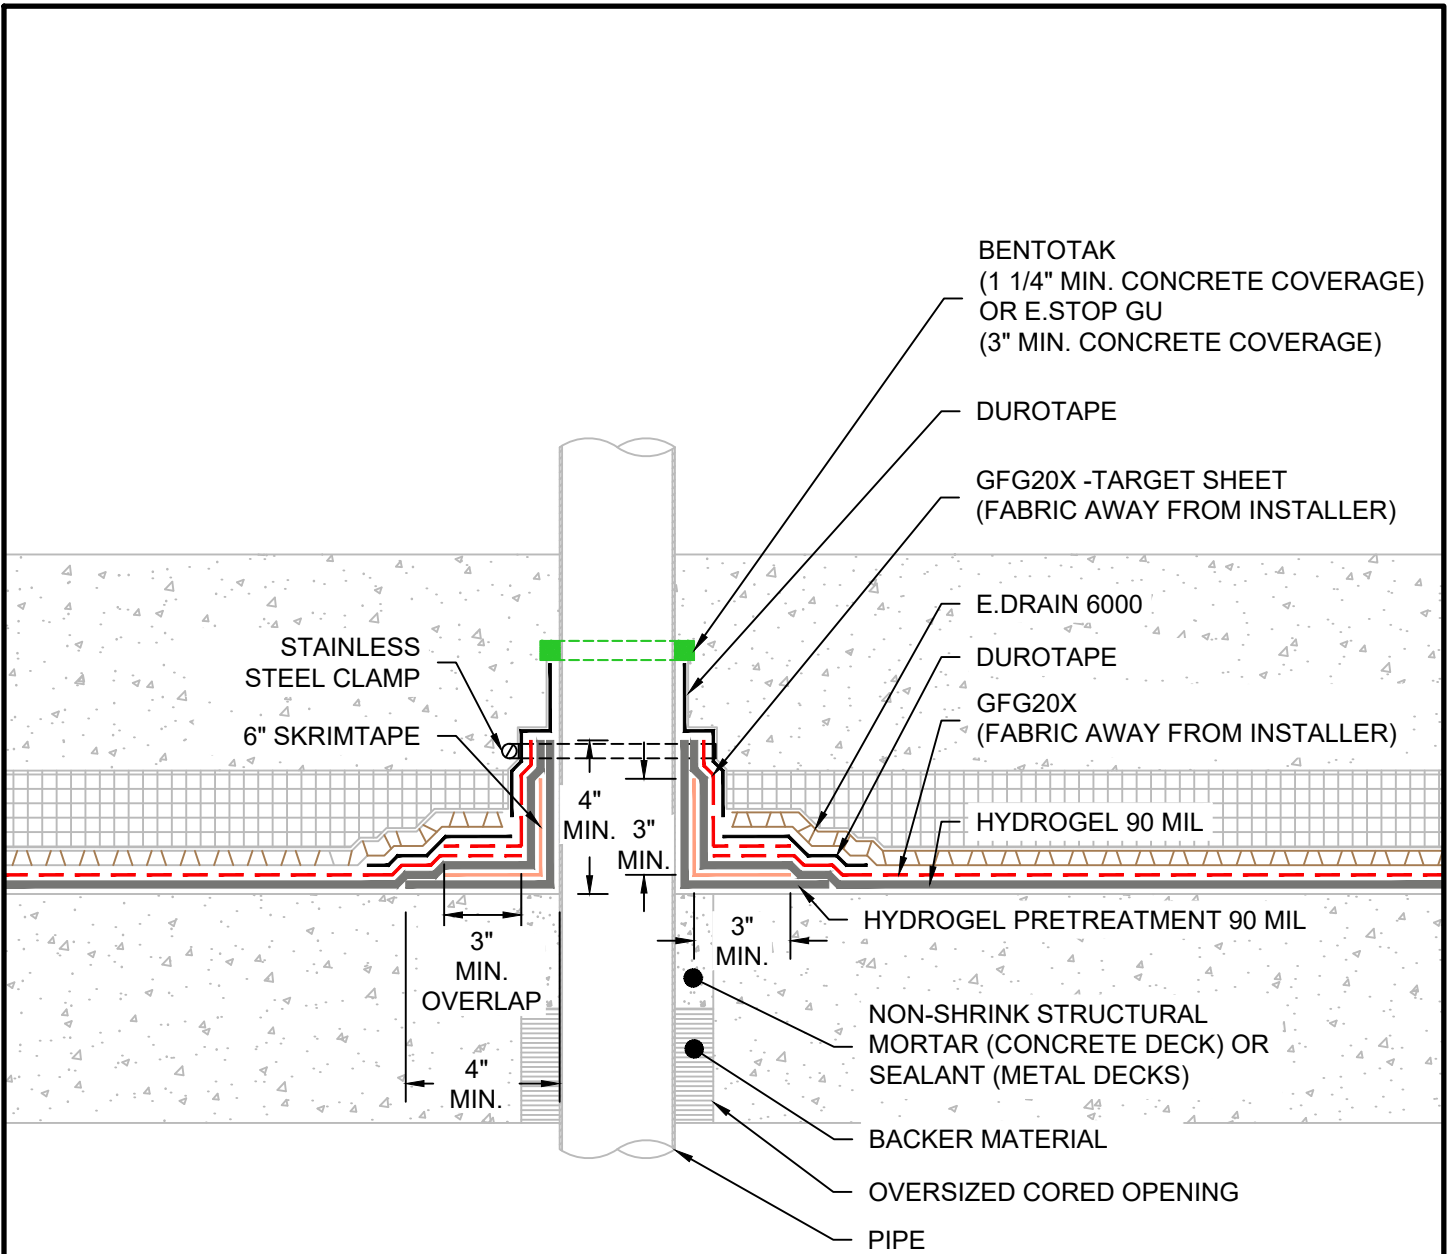 BENTOTAK
(1 1/4" MIN. CONCRETE COVERAGE)
OR E.STOP GU
(3" MIN. CONCRETE COVERAGE)
DUROTAPE
GFG20X -TARGET SHEET
(FABRIC AWAY FROM INSTALLER)
E.DRAIN 6000
DUROTAPE
GFG20X
(FABRIC AWAY FROM INSTALLER)
HYDROGEL 90 MIL
HYDROGEL PRETREATMENT 90 MIL
NON-SHRINK STRUCTURAL
MORTAR (CONCRETE DECK) OR
SEALANT (METAL DECKS)
BACKER MATERIAL
OVERSIZED CORED OPENING
PIPE
STAINLESS
STEEL CLAMP
6" SKRIMTAPE
4"
MIN.
3"
MIN.
3"
MIN.
OVERLAP
3"
MIN.
4"
MIN.